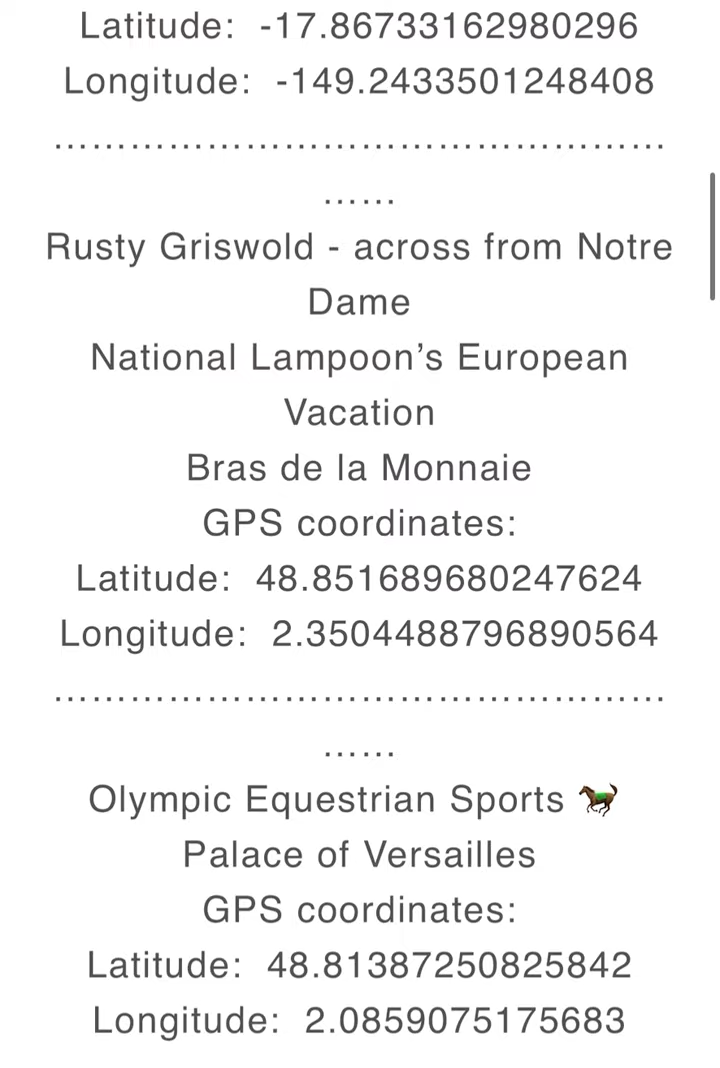 Latitude: -17.86733162980296
Longitude: -149.2433501248408
................................................
......
Rusty Griswold - across from Notre
Dame
National Lampoon’s European
Vacation
Bras de la Monnaie
GPS coordinates:
Latitude: 48.851689680247624
Longitude: 2.3504488796890564
................................................
......
Olympic Equestrian Sports 🐎
Palace of Versailles
GPS coordinates:
Latitude: 48.81387250825842
Longitude: 2.0859075175683